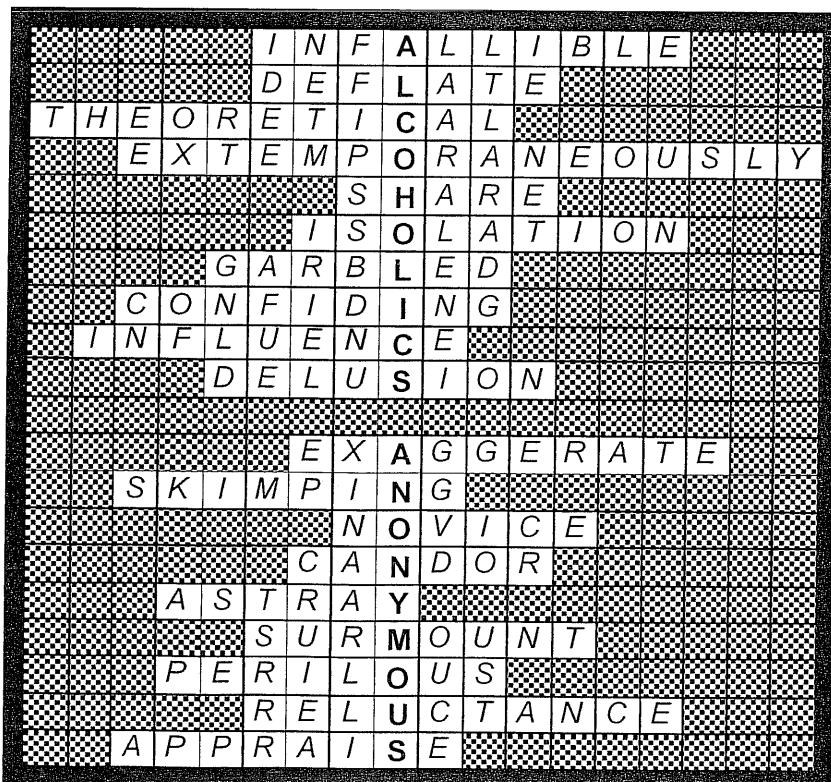 INFALLIBLE
DEFLATE
THEORETICAL
EXTEMPORANEOUSLY
SHARE
ISOLATION
GARBLED
CONFIDING
INFLUENCE
DELUSION
EXAGGERATE
SKIMPING
NOVICE
CANDOR
ASTRAY
SURMOUNT
PERILOUS
RELUCTANCE
APPRAISE